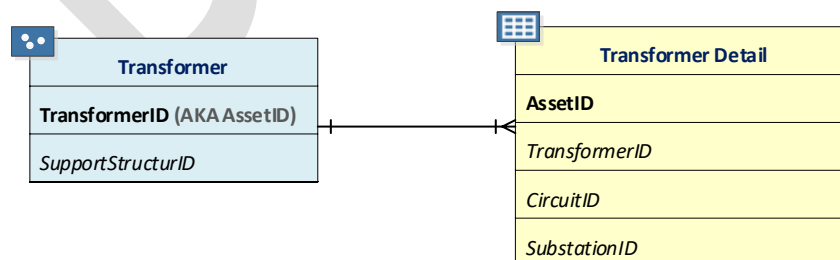 Transformer
TransformerID (AKA AssetID)
SupportStructurID
Transformer Detail
AssetID
TransformerID
CircuitID
SubstationID